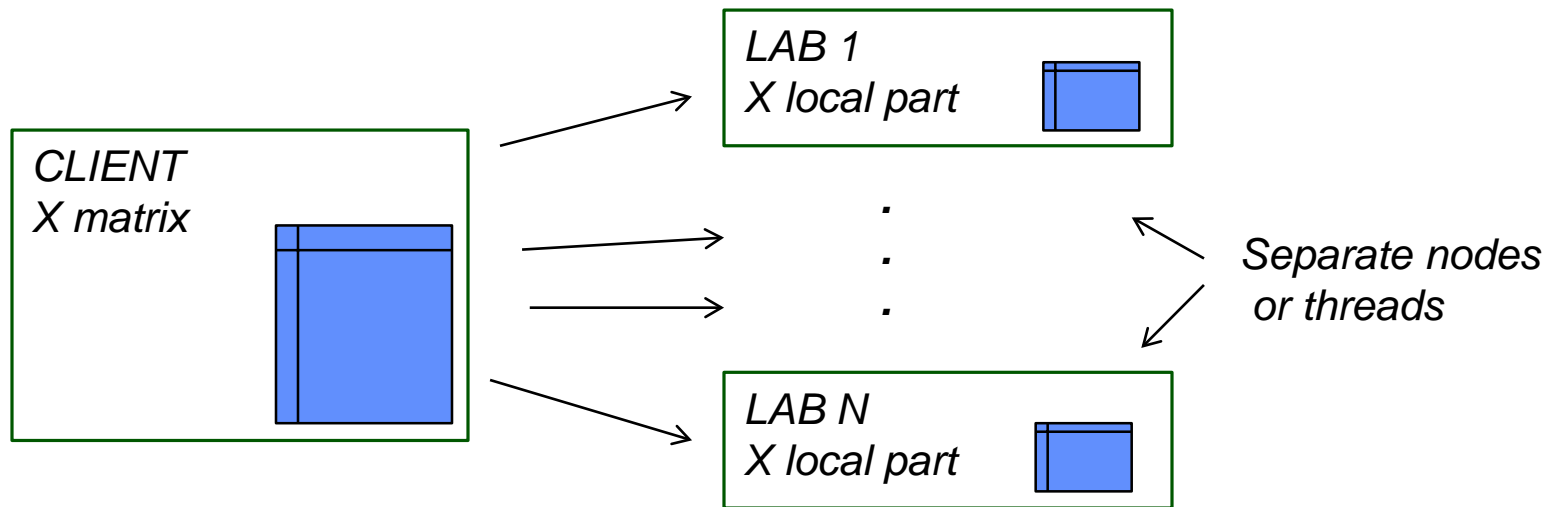 CLIENT
X matrix
LAB 1
X local part
.
.
.
LAB N
X local part
Separate nodes
or threads